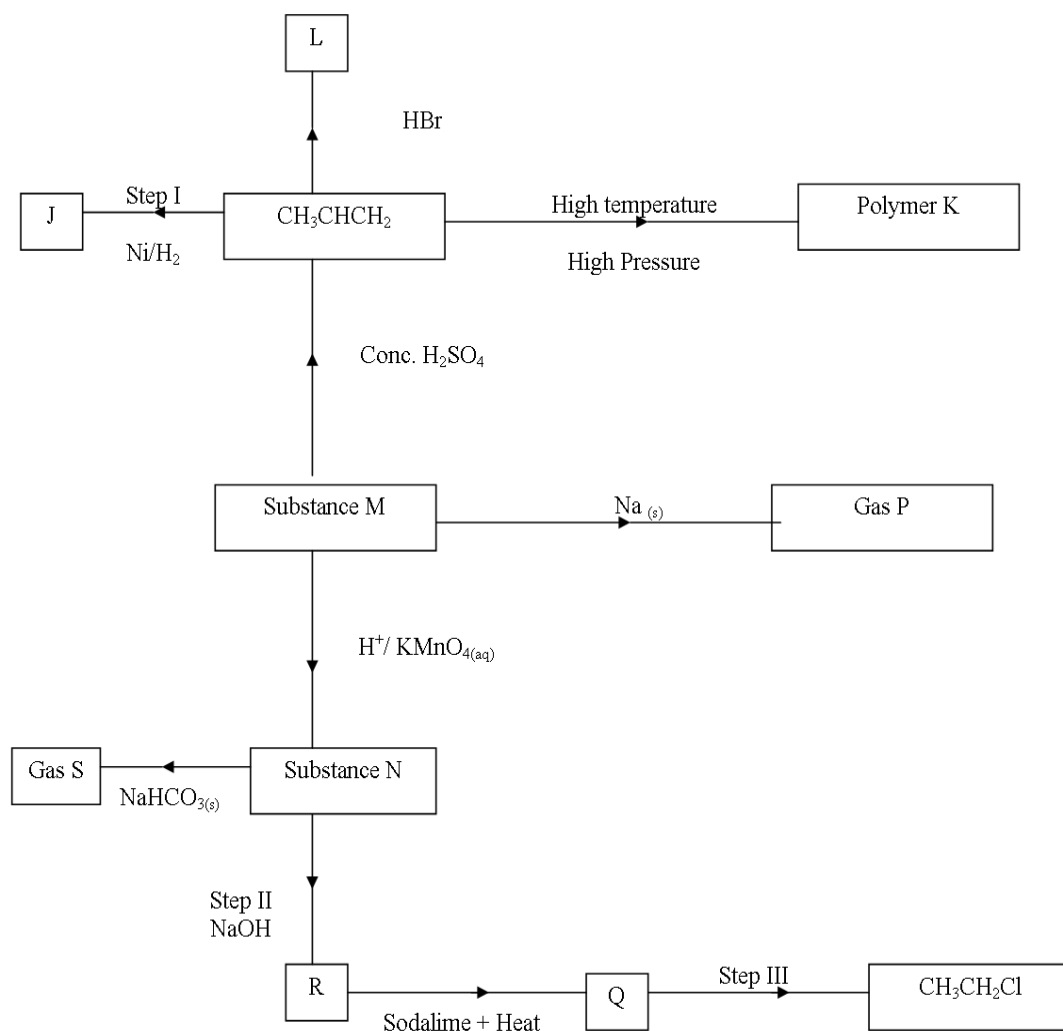 L
HBr
Step I
J
CH₃CHCH₂
High temperature
Polymer K
Ni/H₂
High Pressure
Conc. H₂SO₄
Substance M
Na (s)
Gas P
H⁺/ KMnO₄(aq)
Gas S
Substance N
NaHCO₃(s)
Step II
NaOH
R
Step III
Q
CH₃CH₂Cl
Sodalime + Heat